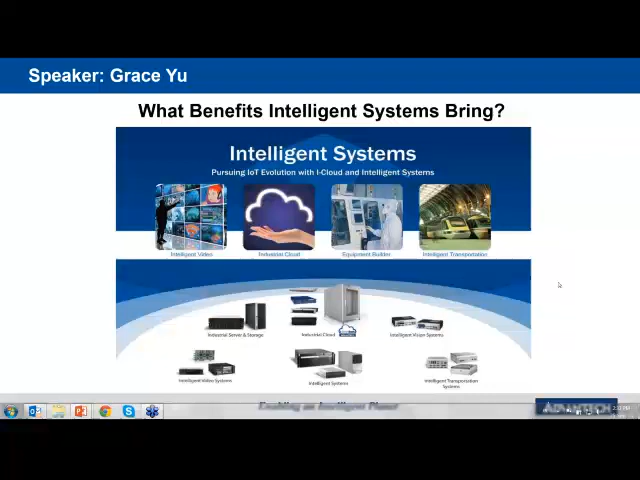 Speaker: Grace Yu
What Benefits Intelligent Systems Bring?
Intelligent Systems
Pursuing IoT Evolution with I-Cloud and Intelligent Systems
Intelligent Video
Industrial Cloud
Equipment Builder
Intelligent Transportation
Industrial Server & Storage
Industrial Cloud
Intelligent Vision Systems
Intelligent Video Systems
Intelligent Systems
Intelligent Transportation
Systems
Enabling an Intelligent Planet
ADVANTECH